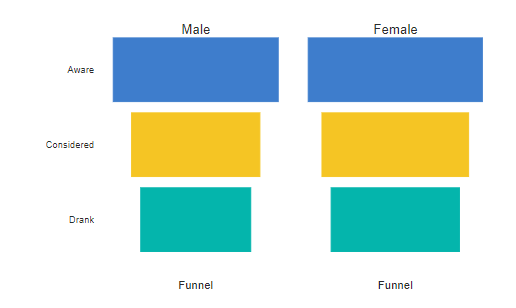 Male Female
Aware
Considered
Drank
Funnel Funnel